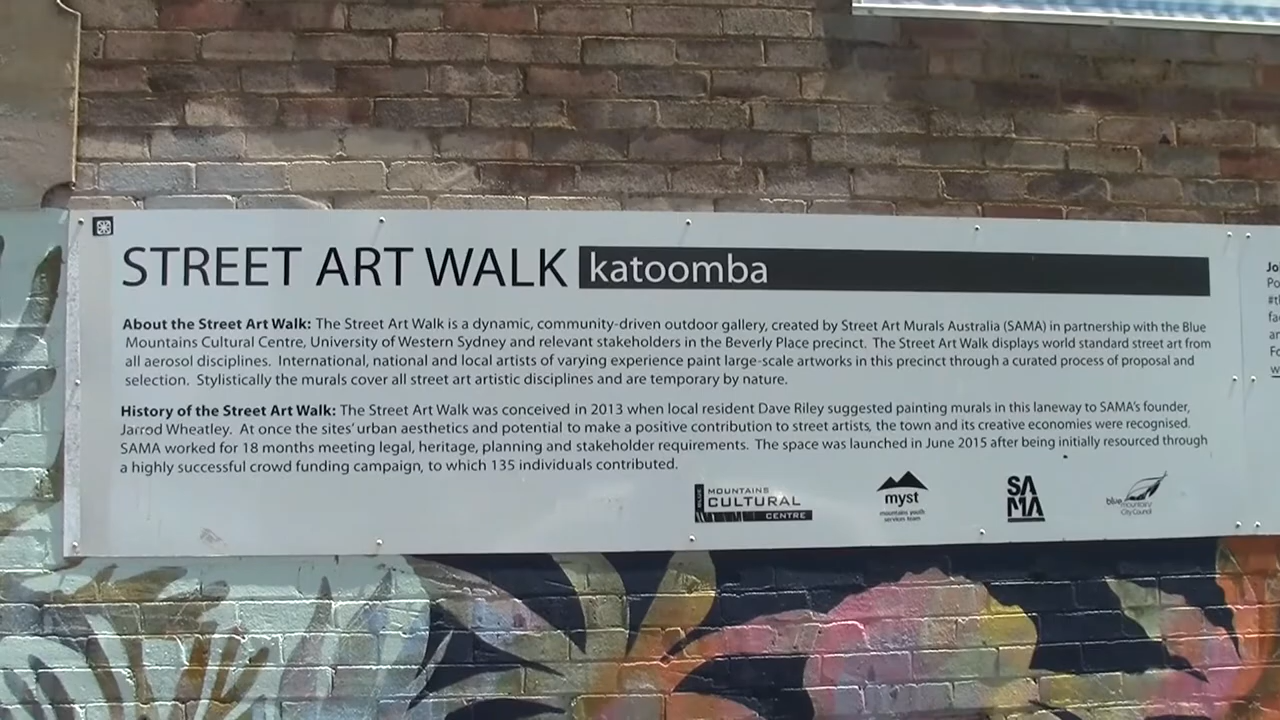 STREET ART WALK katoomba
About the Street Art Walk: The Street Art Walk is a dynamic, community-driven outdoor gallery, created by Street Art Murals Australia (SAMA) in partnership with the Blue
Mountains Cultural Centre, University of Western Sydney and relevant stakeholders in the Beverly Place precinct. The Street Art Walk displays world standard street art from
all aerosol disciplines. International, national and local artists of varying experience paint large-scale artworks in this precinct through a curated process of proposal and
selection. Stylistically the murals cover all street art artistic disciplines and are temporary by nature.
History of the Street Art Walk: The Street Art Walk was conceived in 2013 when local resident Dave Riley suggested painting murals in this laneway to SAMA's founder,
Jarrod Wheatley. At once the sites' urban aesthetics and potential to make a positive contribution to street artists, the town and its creative economies were recognised.
SAMA worked for 18 months meeting legal, heritage, planning and stakeholder requirements. The space was launched in June 2015 after being initially resourced through
a highly successful crowd funding campaign, to which 135 individuals contributed.
BLUE MOUNTAINS
CULTURAL
CENTRE
myst
mountains youth
services team
SA
MA
blue mountains
City Council